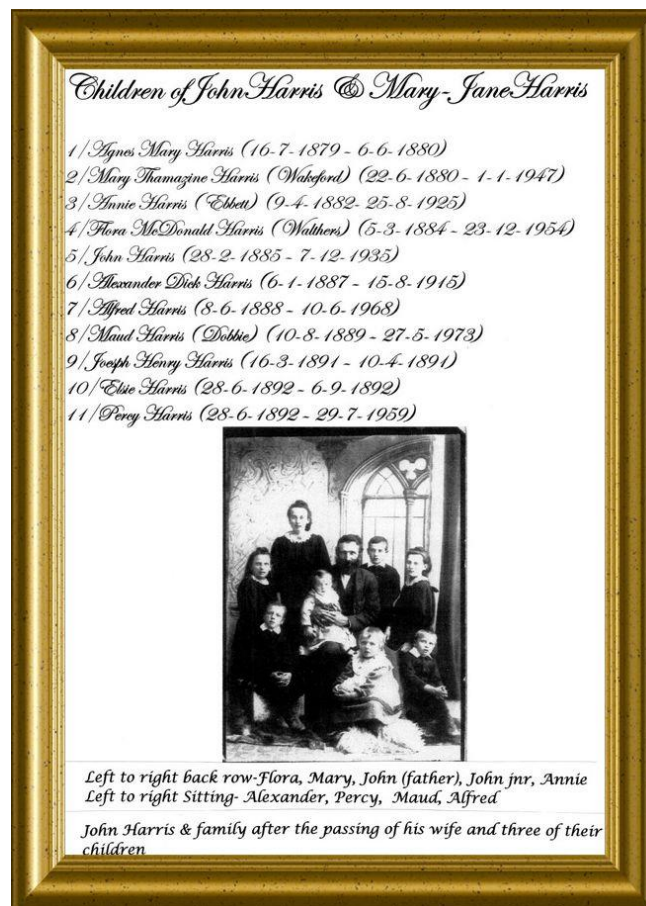 Children of John Harris & Mary-Jane Harris
1/Agnes Mary Harris (16-7-1879 - 6-6-1880)
2/Mary Thamazine Harris (Wakeford) (22-6-1880 - 1-1-1947)
3/Annie Harris (Ebbett) (9-4-1882- 25-8-1925)
4/Flora McDonald Harris (Walthers) (5-3-1884 - 23-12-1954)
5/John Harris (28-2-1885 - 7-12-1935)
6/Alexander Dick Harris (6-1-1887 - 15-8-1915)
7/Alfred Harris (8-6-1888 - 10-6-1968)
8/Maud Harris (Dobbie) (10-8-1889 - 27-5-1973)
9/Joesph Henry Harris (16-3-1891 - 10-4-1891)
10/Elsie Harris (28-6-1892 - 6-9-1892)
11/Percy Harris (28-6-1892 - 29-7-1959)
Left to right back row-Flora, Mary, John (father), John jnr, Annie
Left to right Sitting- Alexander, Percy, Maud, Alfred
John Harris & family after the passing of his wife and three of their
children